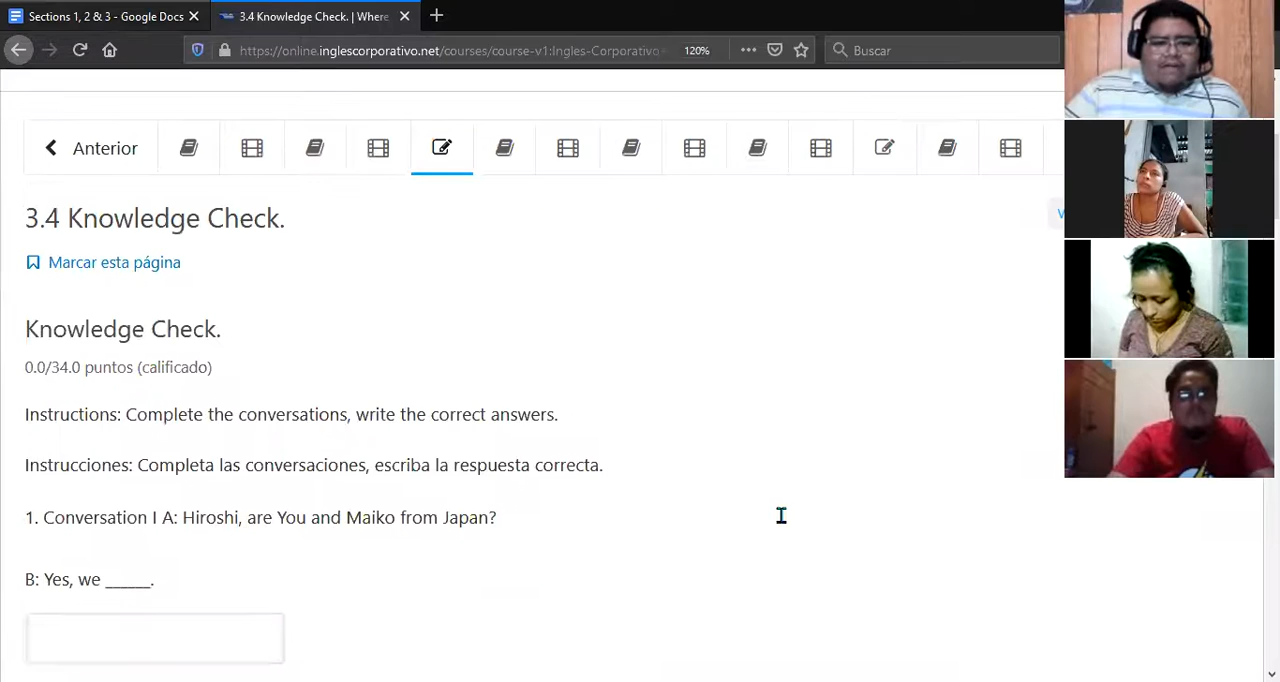 Sections 1, 2 & 3 - Google Docs
3.4 Knowledge Check. | Where
https://online.inglescorporativo.net/courses/course-v1:Ingles-Corporativo
120%
Buscar
Anterior
3.4 Knowledge Check.
Marcar esta página
Knowledge Check.
0.0/34.0 puntos (calificado)
Instructions: Complete the conversations, write the correct answers.
Instrucciones: Completa las conversaciones, escriba la respuesta correcta.
1. Conversation I A: Hiroshi, are You and Maiko from Japan?
B: Yes, we ______.